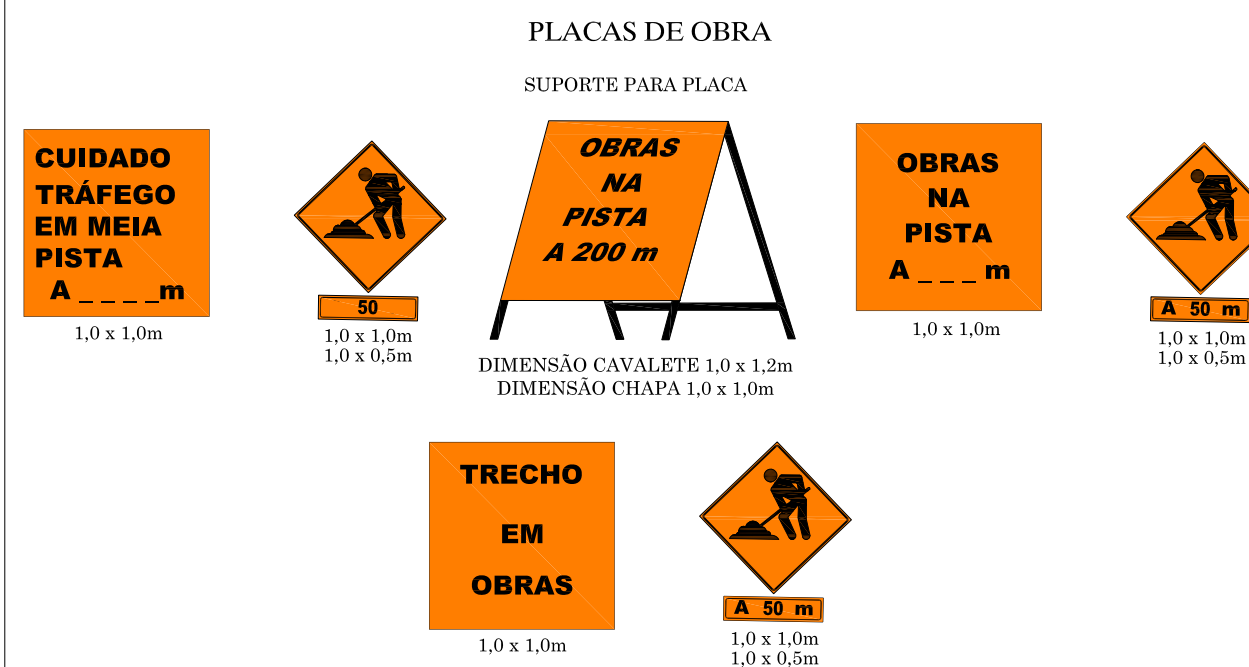 PLACAS DE OBRA
SUPORTE PARA PLACA
CUIDADO
TRÁFEGO
EM MEIA
PISTA
A _ _ _ _m
1,0 x 1,0m
50
1,0 x 1,0m
1,0 x 0,5m
OBRAS
NA
PISTA
A 200 m
DIMENSÃO CAVALETE 1,0 x 1,2m
DIMENSÃO CHAPA 1,0 x 1,0m
OBRAS
NA
PISTA
A _ _ _ m
1,0 x 1,0m
A 50 m
1,0 x 1,0m
1,0 x 0,5m
TRECHO
EM
OBRAS
1,0 x 1,0m
A 50 m
1,0 x 1,0m
1,0 x 0,5m